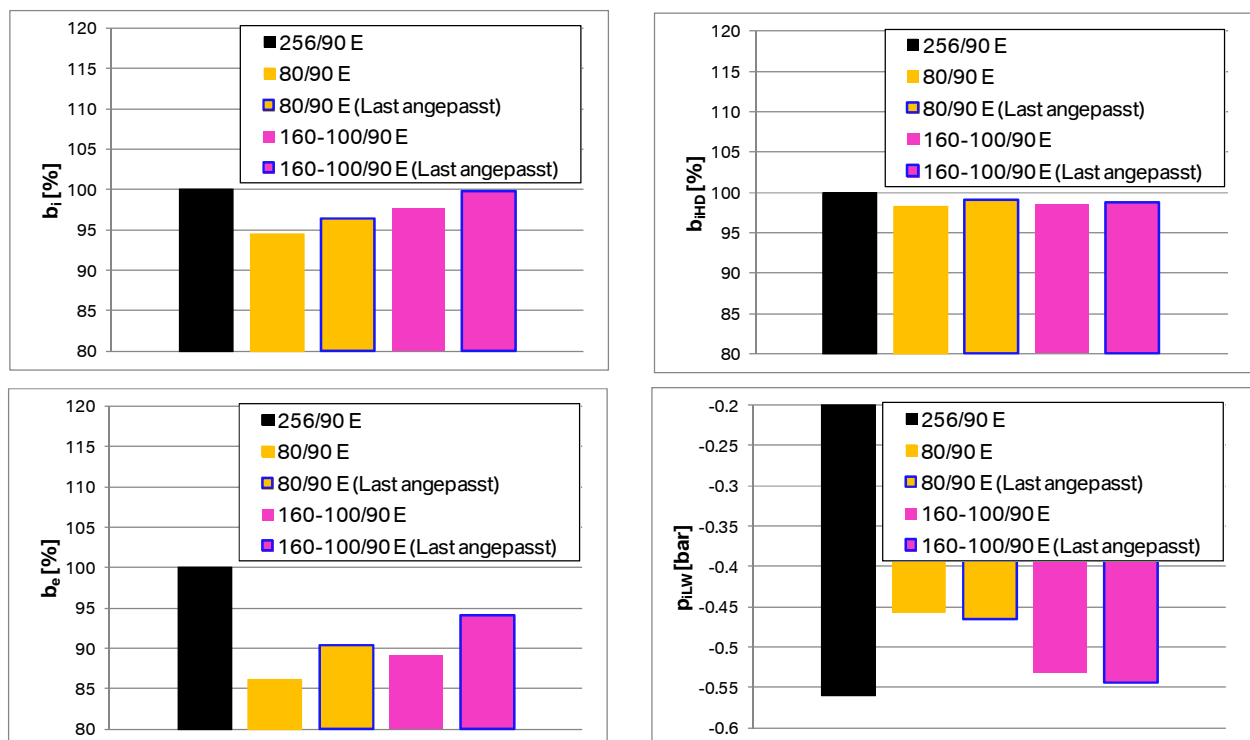 120
115
110
105
100
95
90
85
80
b_i [%]
256/90 E
80/90 E
80/90 E (Last angepasst)
160-100/90 E
160-100/90 E (Last angepasst)
120
115
110
105
100
95
90
85
80
b_iHD [%]
256/90 E
80/90 E
80/90 E (Last angepasst)
160-100/90 E
160-100/90 E (Last angepasst)
120
115
110
105
100
95
90
85
80
b_e [%]
256/90 E
80/90 E
80/90 E (Last angepasst)
160-100/90 E
160-100/90 E (Last angepasst)
-0.2
-0.25
-0.3
-0.35
-0.4
-0.45
-0.5
-0.55
-0.6
p_iLW [bar]
256/90 E
80/90 E
80/90 E (Last angepasst)
160-100/90 E
160-100/90 E (Last angepasst)